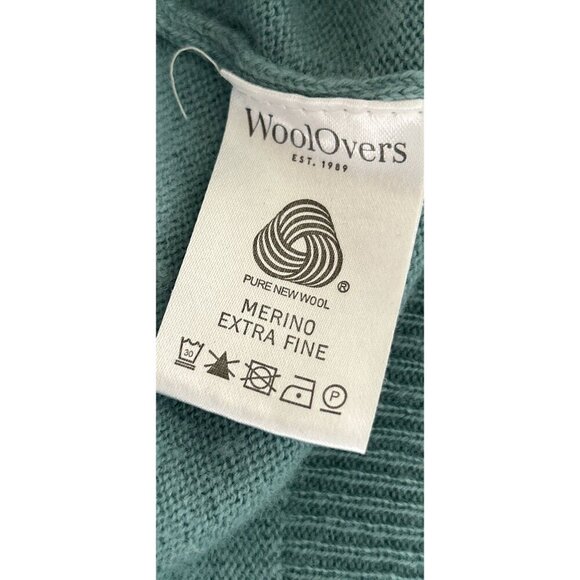 WoolOvers
EST. 1989
PURE NEW WOOL ®
MERINO
EXTRA FINE
30 P